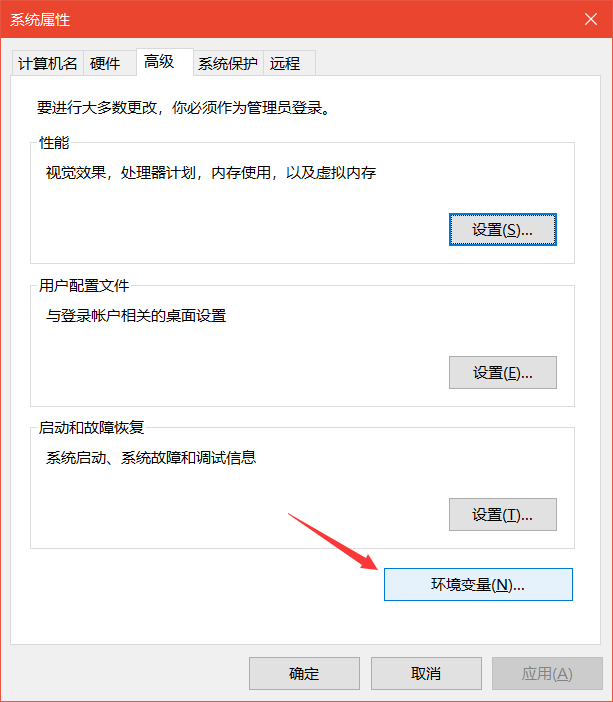 系统属性
计算机名 硬件 高级 系统保护 远程
要进行大多数更改，你必须作为管理员登录。
性能
视觉效果，处理器计划，内存使用，以及虚拟内存
设置(S)...
用户配置文件
与登录帐户相关的桌面设置
设置(E)...
启动和故障恢复
系统启动、系统故障和调试信息
设置(T)...
环境变量(N)...
确定 取消 应用(A)